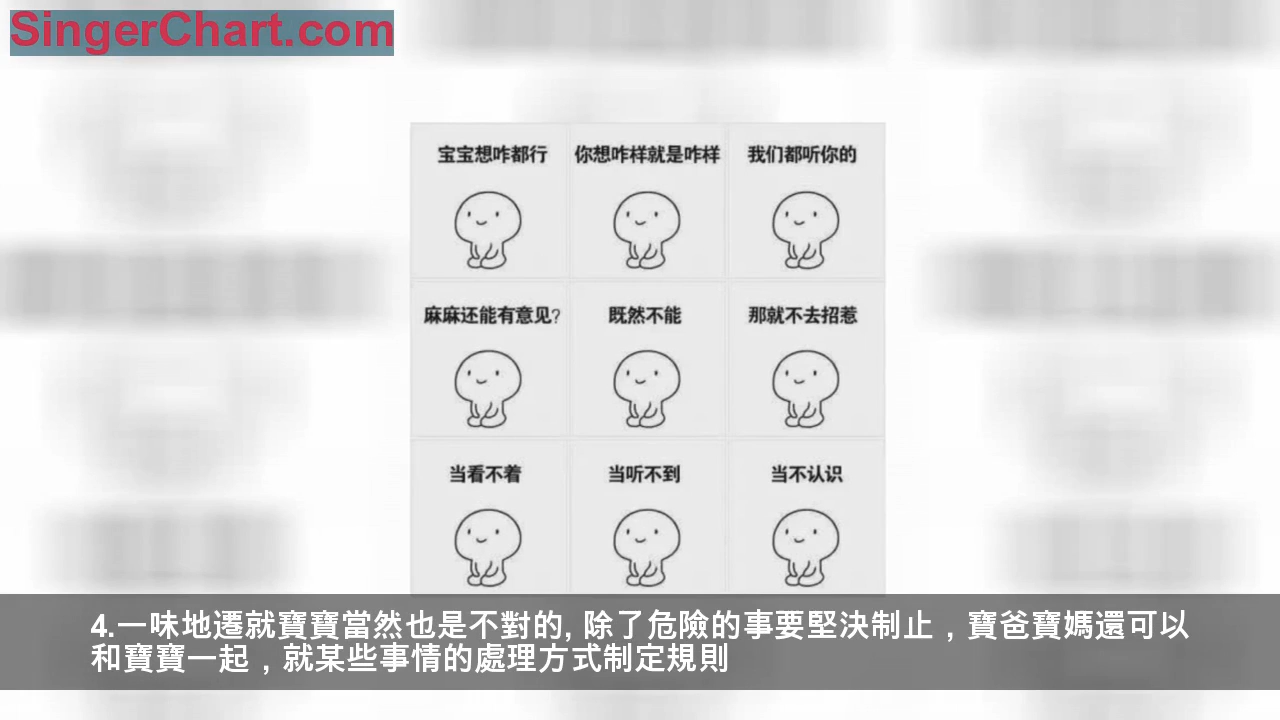 SingerChart.com
宝宝想咋都行
你想咋样就是咋样
我们都听你的
麻麻还能有意见?
既然不能
那就不去招惹
当看不着
当听不到
当不认识
4.一味地遷就寶寶當然也是不對的, 除了危險的事要堅決制止，寶爸寶媽還可以
和寶寶一起，就某些事情的處理方式制定規則